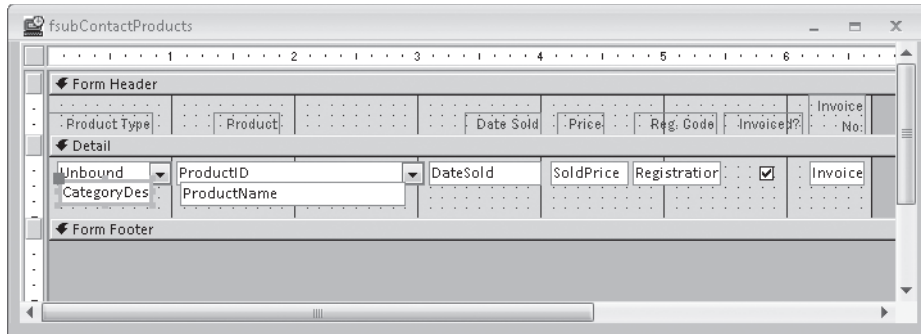 fsubContactProducts
1 2 3 4 5 6
Form Header
Product Type Product Date Sold Price Reg. Code Invoiced? Invoice No:
Detail
Unbound ProductID DateSold SoldPrice Registration Invoice
CategoryDes ProductName
Form Footer